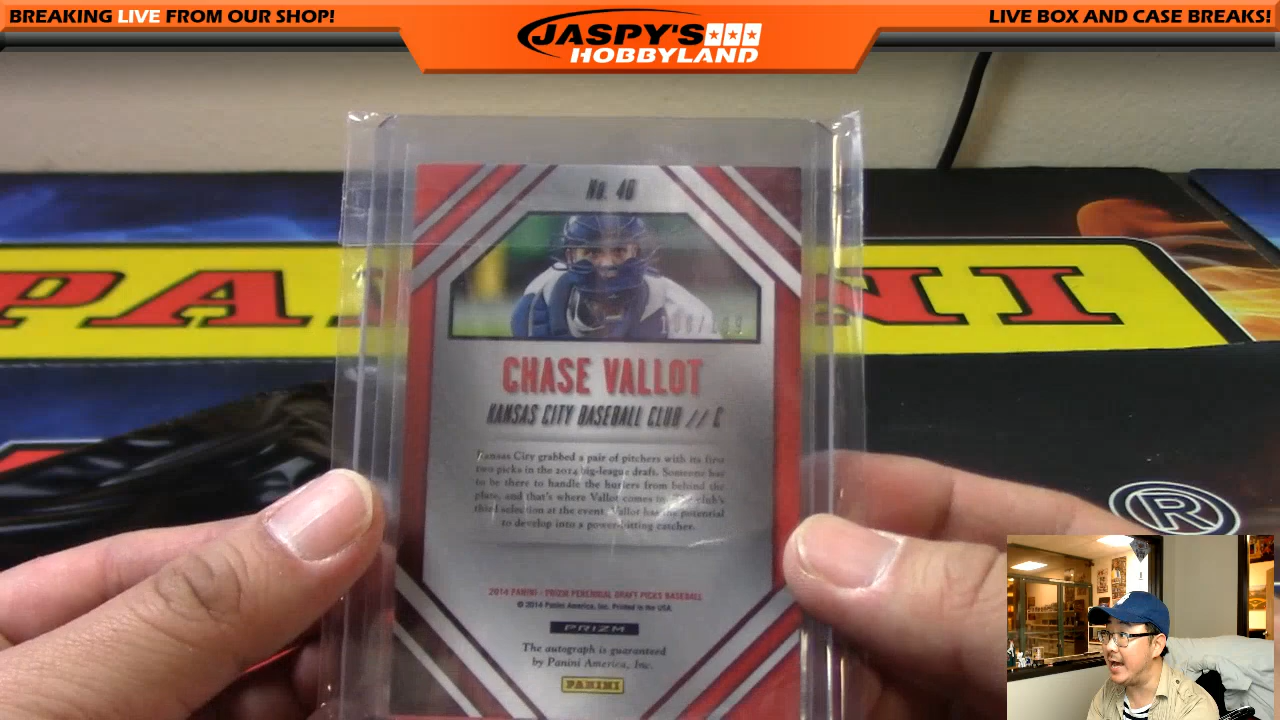 BREAKING LIVE FROM OUR SHOP!
JASPY'S
HOBBYLAND
LIVE BOX AND CASE BREAKS!
PANINI
No. 40
CHASE VALLOT
KANSAS CITY BASEBALL CLUB // C
Kansas City grabbed a pair of pitchers with its first
two picks in the 2014 big-league draft. Someone has
to be there to handle the hurlers from behind the
plate, and that's where Vallot comes in club's
third selection at the event. Vallot has the potential
to develop into a power-hitting catcher.
2014 PANINI - PRIZM PERENNIAL DRAFT PICKS BASEBALL
© 2014 Panini America, Inc. Printed in the USA.
PRIZM
The autograph is guaranteed
by Panini America, Inc.
PANINI
®